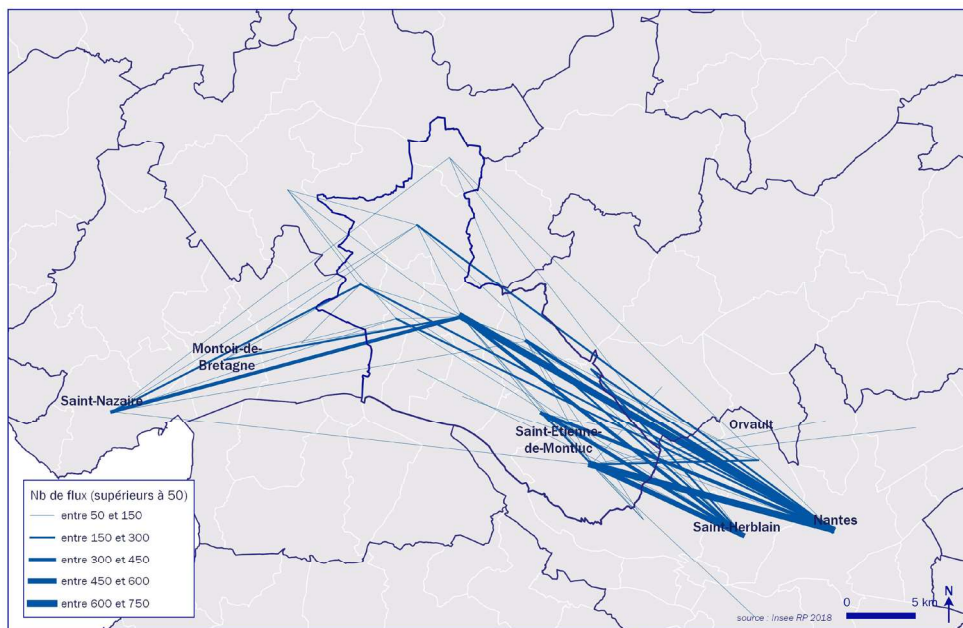 Montoir-de-
Bretagne
Saint-Nazaire
Saint-Etienne-
de-Montluc
Orvault
Saint Herblain
Nantes
Nb de flux (supérieurs à 50)
entre 50 et 150
entre 150 et 300
entre 300 et 450
entre 450 et 600
entre 600 et 750
0 5 km
N
source : Insee RP 2018